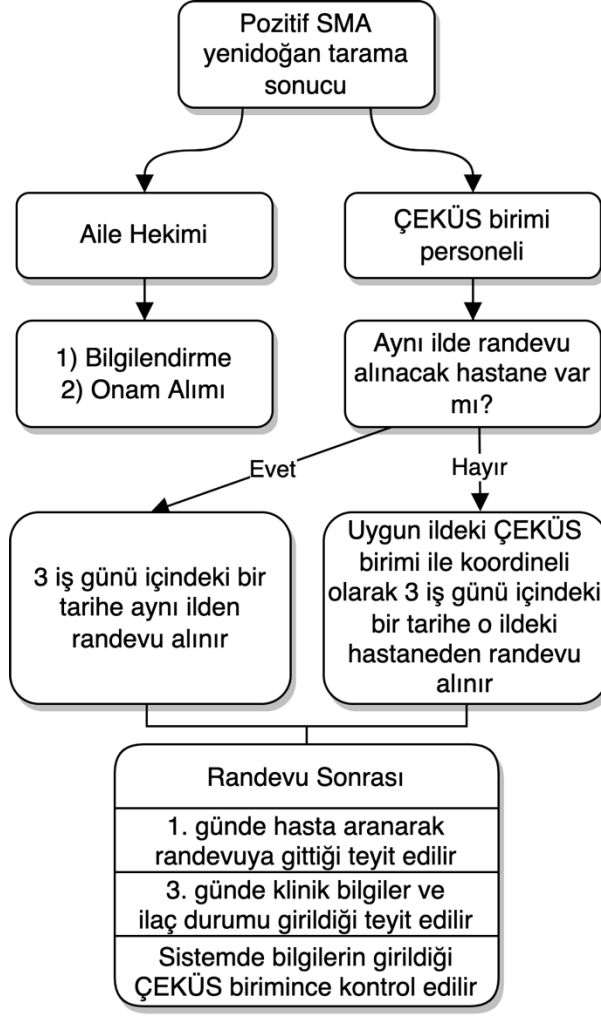 Pozitif SMA
yenidoğan tarama
sonucu
Aile Hekimi
ÇEKÜS birimi
personeli
1) Bilgilendirme
2) Onam Alımı
Aynı ilde randevu
alınacak hastane var
mı?
Evet
Hayır
3 iş günü içindeki bir
tarihe aynı ilden
randevu alınır
Uygun ildeki ÇEKÜS
birimi ile koordineli
olarak 3 iş günü içindeki
bir tarihe o ildeki
hastaneden randevu
alınır
Randevu Sonrası
1. günde hasta aranarak
randevuya gittiği teyit edilir
3. günde klinik bilgiler ve
ilaç durumu girildiği teyit edilir
Sistemde bilgilerin girildiği
ÇEKÜS birimince kontrol edilir